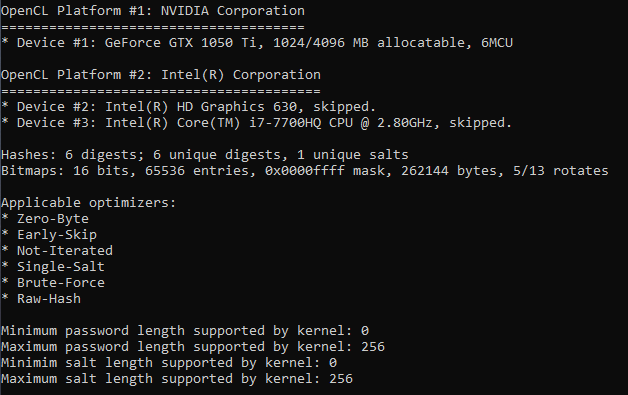 OpenCL Platform #1: NVIDIA Corporation
======================================
* Device #1: GeForce GTX 1050 Ti, 1024/4096 MB allocatable, 6MCU
OpenCL Platform #2: Intel(R) Corporation
========================================
* Device #2: Intel(R) HD Graphics 630, skipped.
* Device #3: Intel(R) Core(TM) i7-7700HQ CPU @ 2.80GHz, skipped.
Hashes: 6 digests; 6 unique digests, 1 unique salts
Bitmaps: 16 bits, 65536 entries, 0x0000ffff mask, 262144 bytes, 5/13 rotates
Applicable optimizers:
* Zero-Byte
* Early-Skip
* Not-Iterated
* Single-Salt
* Brute-Force
* Raw-Hash
Minimum password length supported by kernel: 0
Maximum password length supported by kernel: 256
Minimim salt length supported by kernel: 0
Maximum salt length supported by kernel: 256